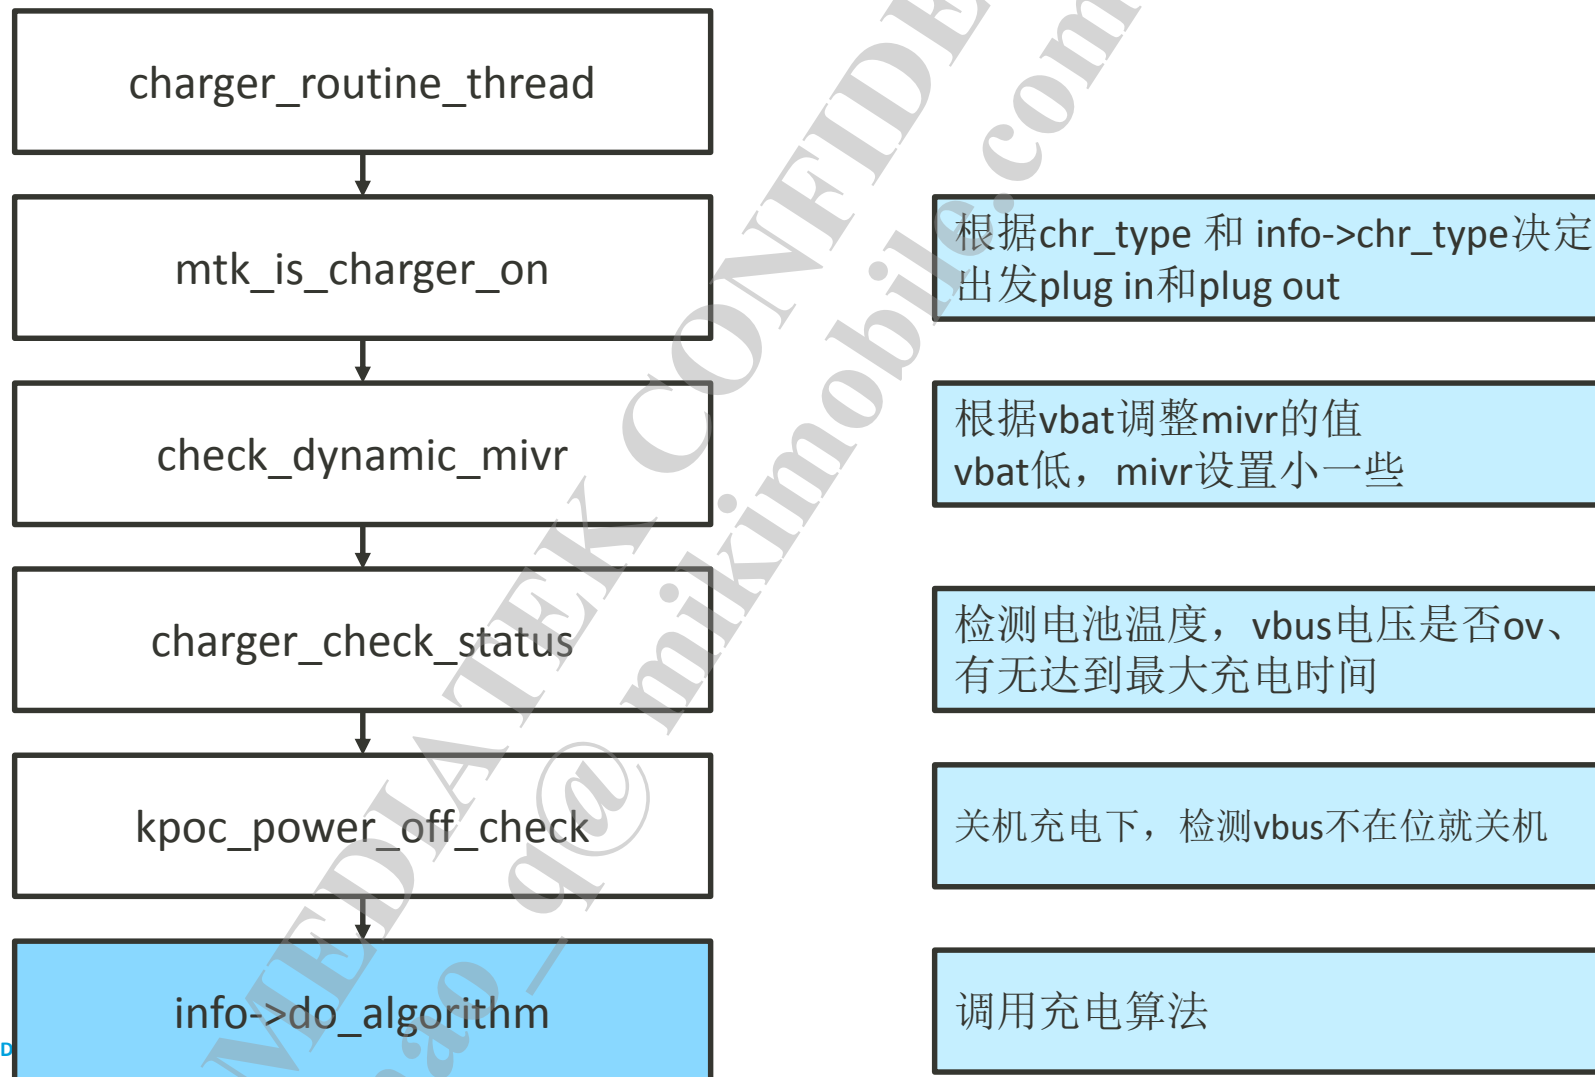 charger_routine_thread
mtk_is_charger_on
根据chr_type 和 info->chr_type决定
出发plug in和plug out
check_dynamic_mivr
根据vbat调整mivr的值
vbat低，mivr设置小一些
charger_check_status
检测电池温度，vbus电压是否ov、
有无达到最大充电时间
kpoc_power_off_check
关机充电下，检测vbus不在位就关机
info->do_algorithm
调用充电算法
MEDIATEK CONFIDE
q@ mikimobile.com